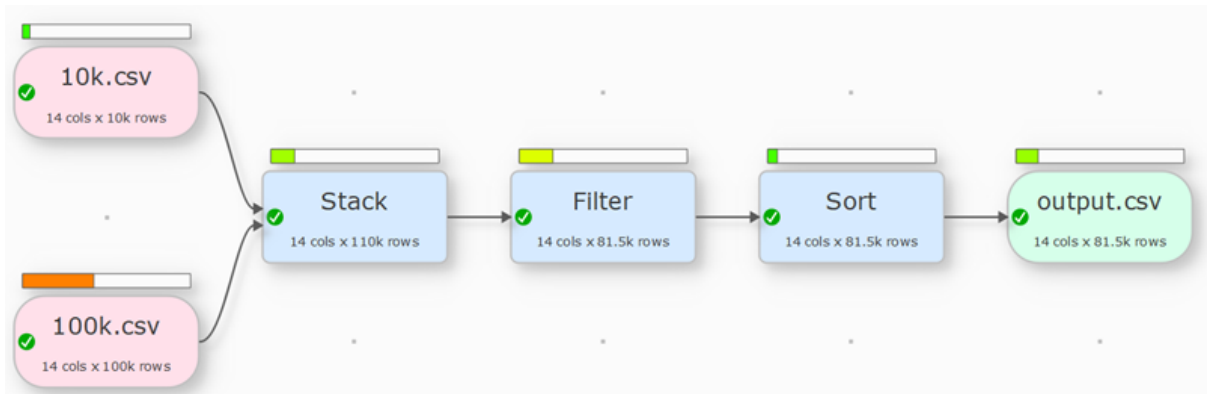 10k.csv
14 cols x 10k rows
100k.csv
14 cols x 100k rows
Stack
14 cols x 110k rows
Filter
14 cols x 81.5k rows
Sort
14 cols x 81.5k rows
output.csv
14 cols x 81.5k rows